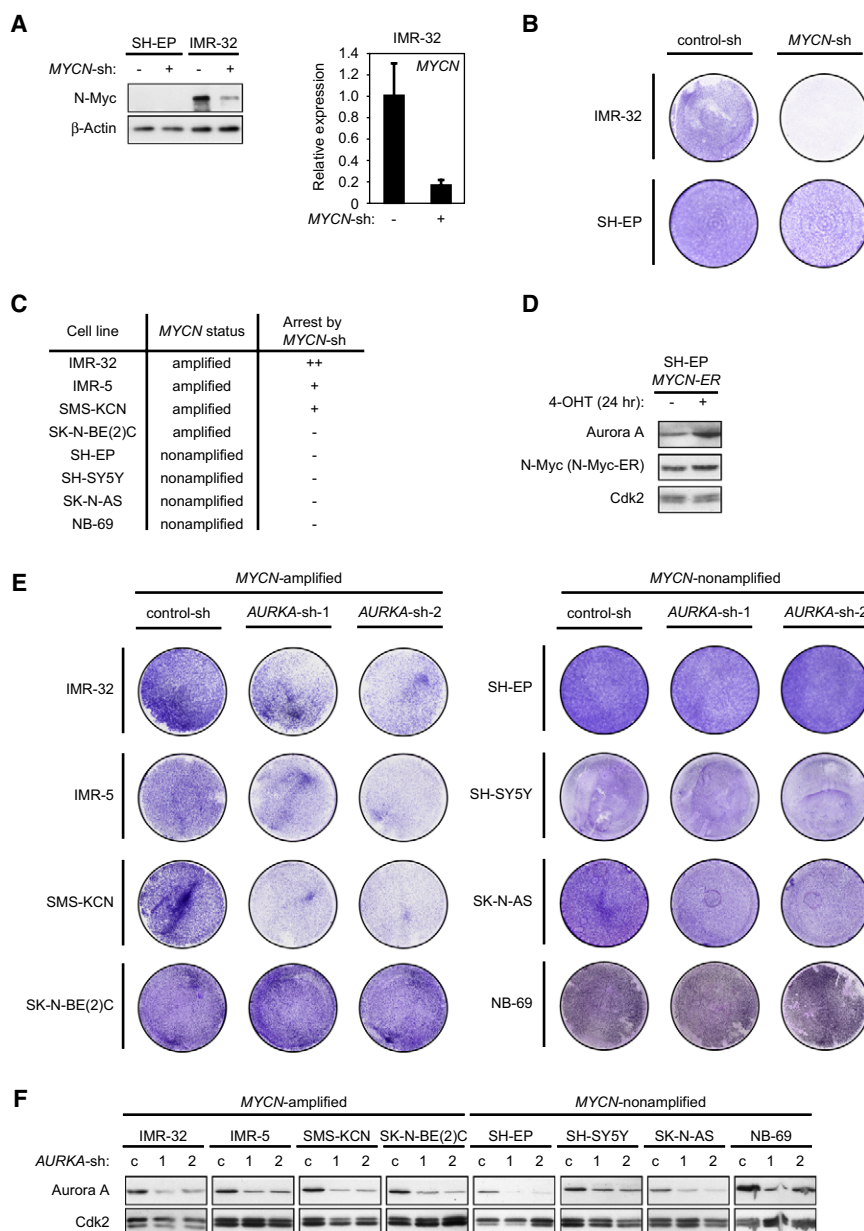 A
SH-EP IMR-32
MYCN-sh: - + - +
N-Myc
β-Actin
IMR-32
MYCN
Relative expression
1.4
1.2
1.0
0.8
0.6
0.4
0.2
0
MYCN-sh: - +
B
control-sh MYCN-sh
IMR-32
SH-EP
C
Cell line MYCN status Arrest by
MYCN-sh
IMR-32 amplified ++
IMR-5 amplified +
SMS-KCN amplified +
SK-N-BE(2)C amplified -
SH-EP nonamplified -
SH-SY5Y nonamplified -
SK-N-AS nonamplified -
NB-69 nonamplified -
D
SH-EP
MYCN-ER
4-OHT (24 hr): - +
Aurora A
N-Myc (N-Myc-ER)
Cdk2
E
MYCN-amplified
control-sh AURKA-sh-1 AURKA-sh-2
IMR-32
IMR-5
SMS-KCN
SK-N-BE(2)C
MYCN-nonamplified
control-sh AURKA-sh-1 AURKA-sh-2
SH-EP
SH-SY5Y
SK-N-AS
NB-69
F
MYCN-amplified MYCN-nonamplified
IMR-32 IMR-5 SMS-KCN SK-N-BE(2)C SH-EP SH-SY5Y SK-N-AS NB-69
AURKA-sh: c 1 2 c 1 2 c 1 2 c 1 2 c 1 2 c 1 2 c 1 2 c 1 2
Aurora A
Cdk2